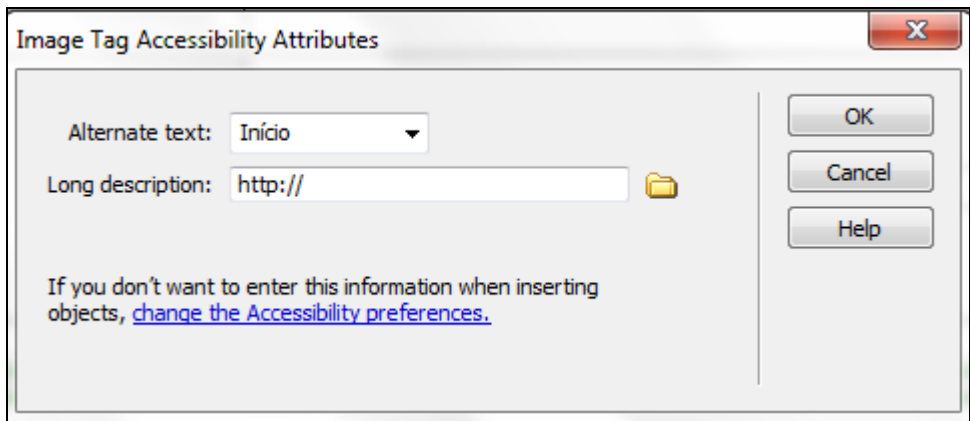 Image Tag Accessibility Attributes
Alternate text: Início
Long description: http://
OK
Cancel
Help
If you don't want to enter this information when inserting
objects, change the Accessibility preferences.